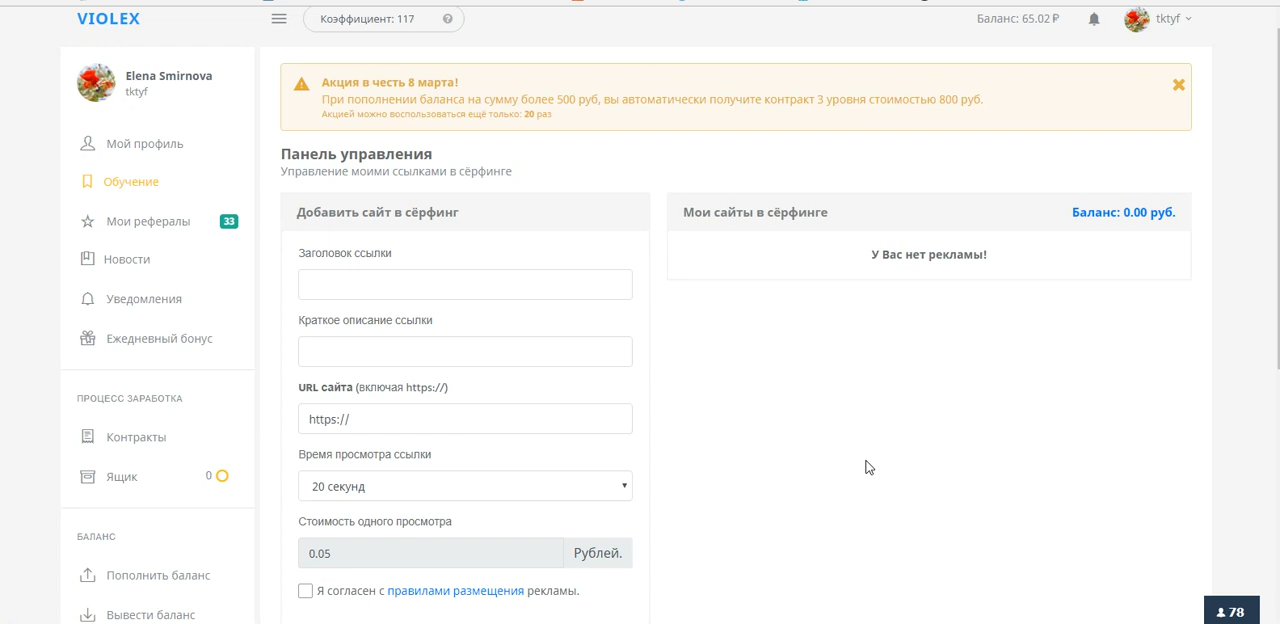 VIOLEX
Коэффициент: 117
Баланс: 65.02 ₽
tktyf
Elena Smirnova
tktyf
Мой профиль
Обучение
Мои рефералы 33
Новости
Уведомления
Ежедневный бонус
ПРОЦЕСС ЗАРАБОТКА
Контракты
Ящик 0
БАЛАНС
Пополнить баланс
Вывести баланс
Акция в честь 8 марта!
При пополнении баланса на сумму более 500 руб, вы автоматически получите контракт 3 уровня стоимостью 800 руб.
Акцией можно воспользоваться ещё только: 20 раз
Панель управления
Управление моими ссылками в сёрфинге
Добавить сайт в сёрфинг
Заголовок ссылки
Краткое описание ссылки
URL сайта (включая https://)
https://
Время просмотра ссылки
20 секунд
Стоимость одного просмотра
0.05 Рублей.
Я согласен с правилами размещения рекламы.
Мои сайты в сёрфинге
Баланс: 0.00 руб.
У Вас нет рекламы!
78